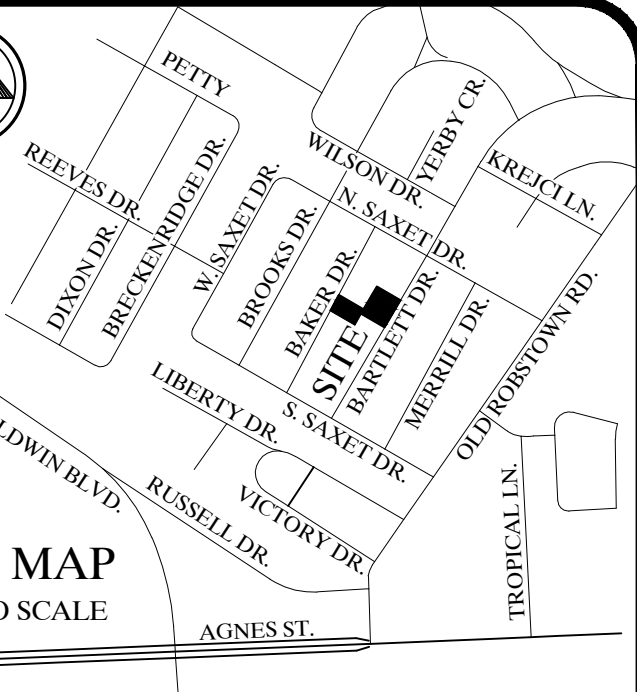 PETTY
YERBY CR.
WILSON DR.
KREJCI LN.
REEVES DR.
BRECKENRIDGE DR.
W. SAXET DR.
N. SAXET DR.
DIXON DR.
BROOKS DR.
BAKER DR.
SITE
BARTLETT DR.
MERRILL DR.
OLD ROBSTOWN RD.
LIBERTY DR.
S. SAXET DR.
LDWIN BLVD.
RUSSELL DR.
VICTORY DR.
TROPICAL LN.
MAP
O SCALE
AGNES ST.